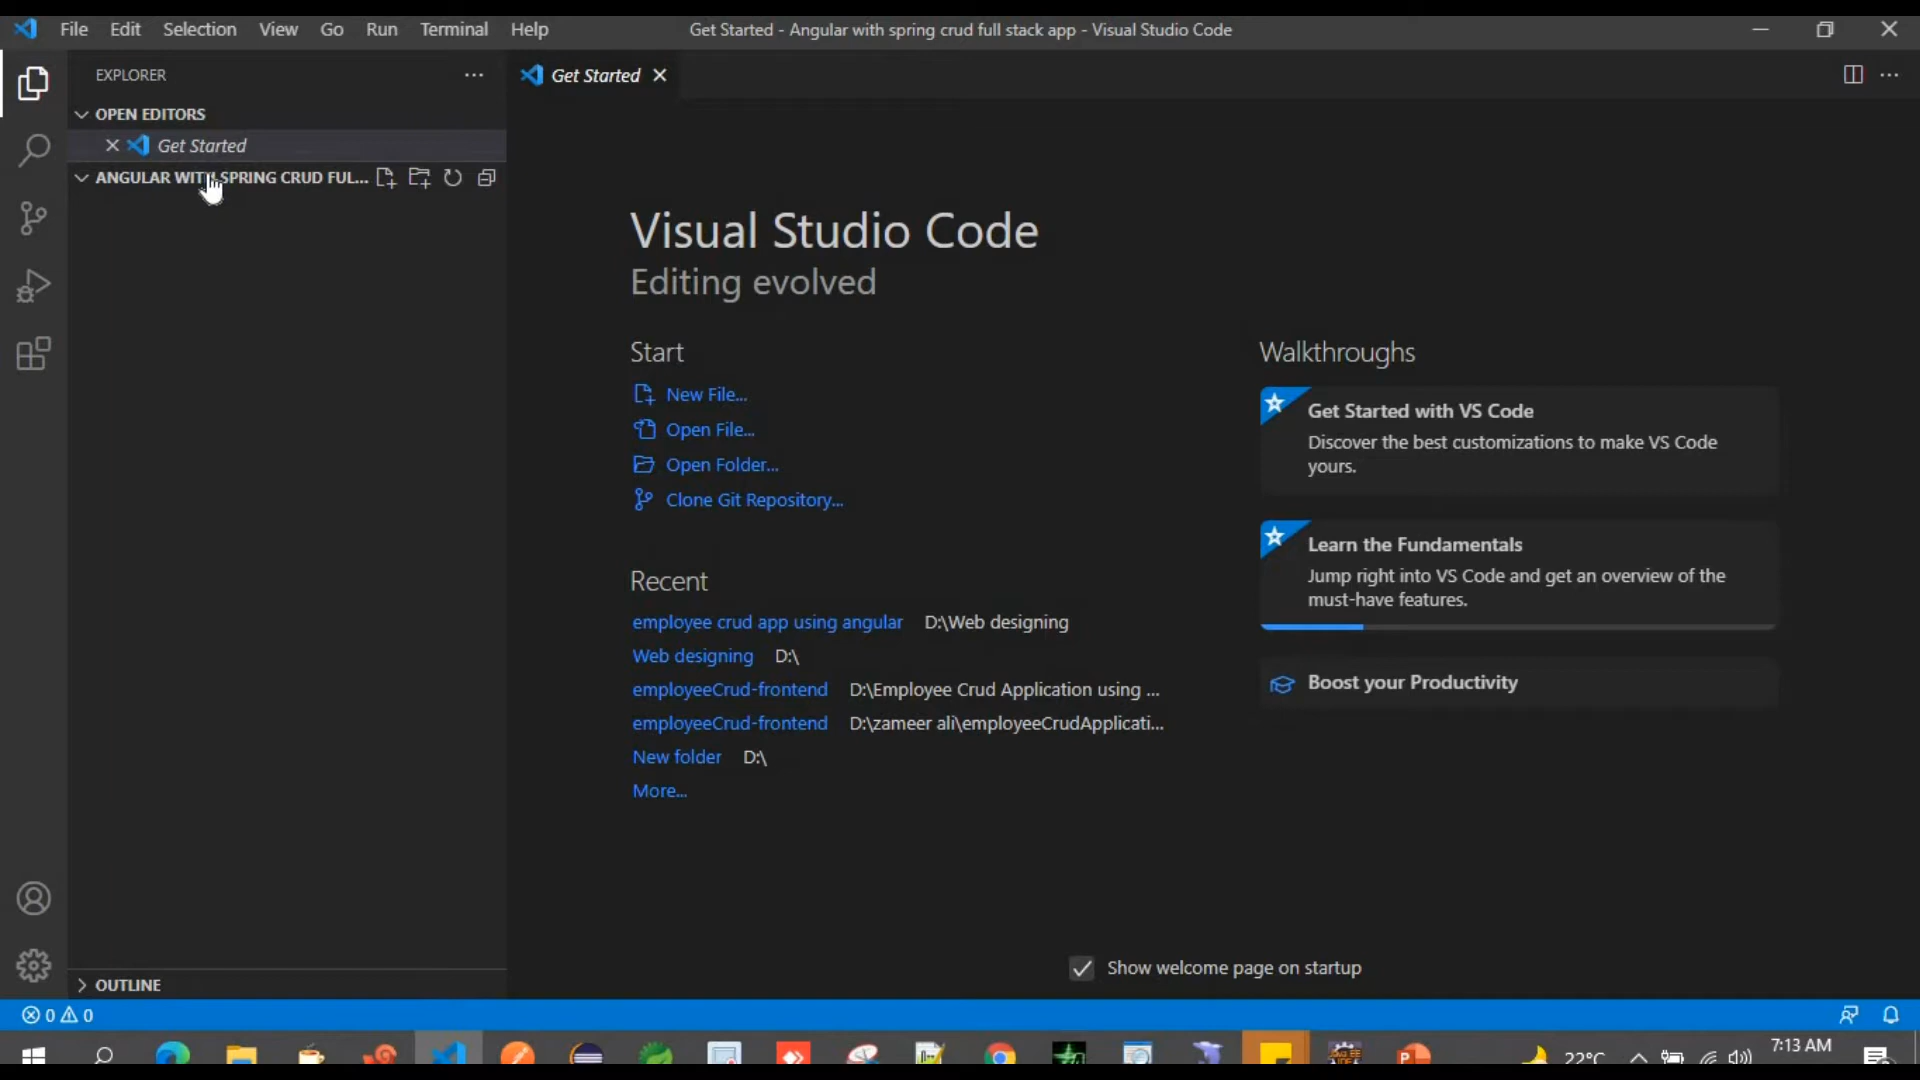 File Edit Selection View Go Run Terminal Help
Get Started - Angular with spring crud full stack app - Visual Studio Code
EXPLORER
Get Started
OPEN EDITORS
Get Started
ANGULAR WITH SPRING CRUD FUL...
Visual Studio Code
Editing evolved
Start
New File...
Open File...
Open Folder...
Clone Git Repository...
Recent
employee crud app using angular D:\Web designing
Web designing D:\
employeeCrud-frontend D:\Employee Crud Application using ...
employeeCrud-frontend D:\zameer ali\employeeCrudApplicati...
New folder D:\
More...
Walkthroughs
Get Started with VS Code
Discover the best customizations to make VS Code
yours.
Learn the Fundamentals
Jump right into VS Code and get an overview of the
must-have features.
Boost your Productivity
Show welcome page on startup
OUTLINE
0 0
22°C
7:13 AM